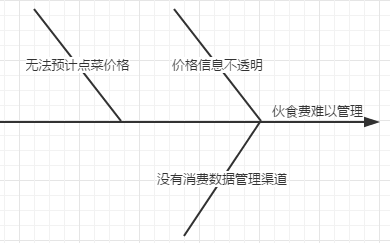 无法预计点菜价格
价格信息不透明
伙食费难以管理
没有消费数据管理渠道